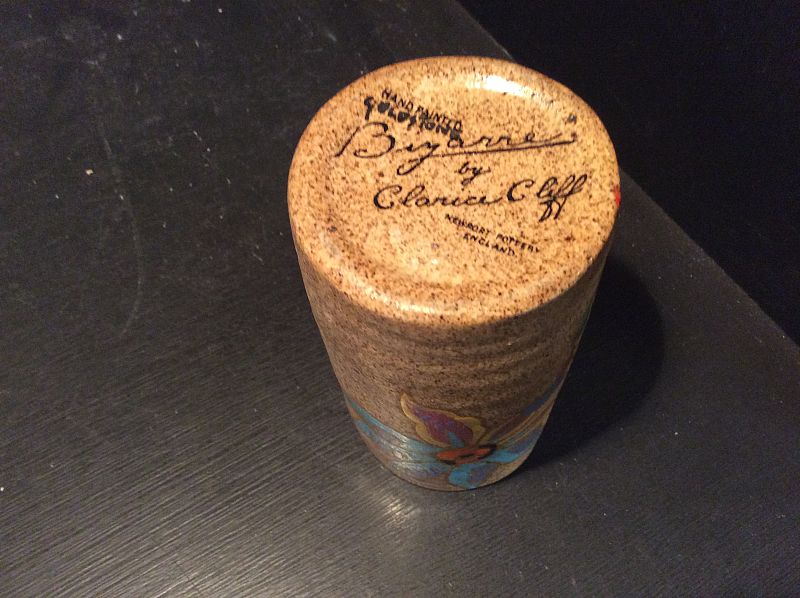 HAND PAINTED
Bizarre
by
Clarice Cliff
NEWPORT POTTERY
ENGLAND.